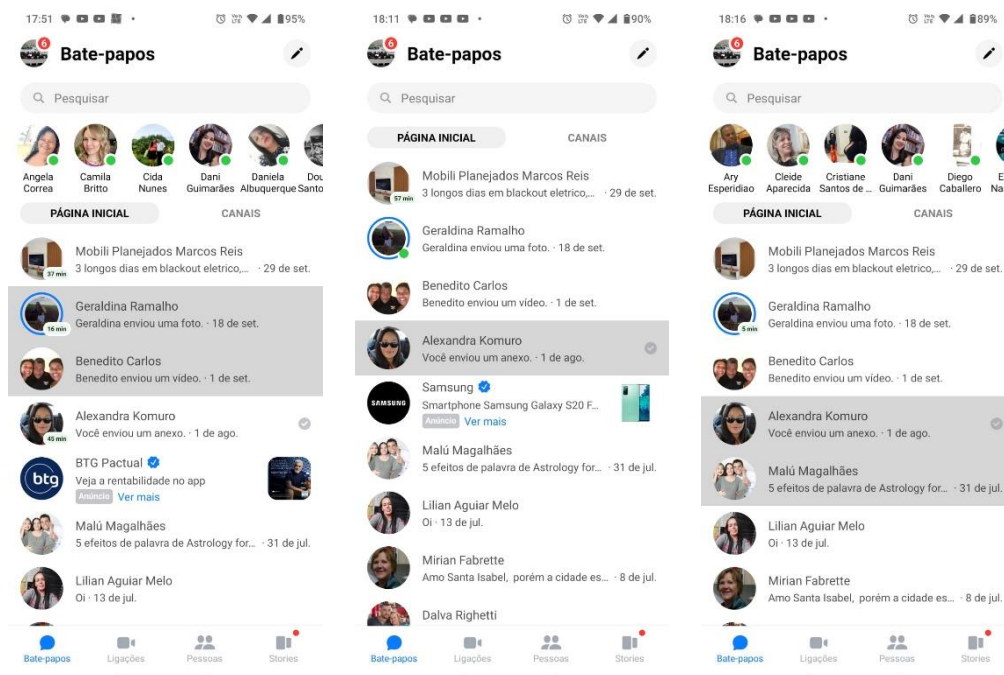 17:51
95%
6
Bate-papos
Pesquisar
Angela Correa
Camila Britto
Cida Nunes
Dani Guimarães
Daniela Albuquerque
Dou
Santo
PÁGINA INICIAL CANAIS
Mobili Planejados Marcos Reis
3 longos dias em blackout eletrico,... · 29 de set.
37 min
Geraldina Ramalho
Geraldina enviou uma foto. · 18 de set.
16 min
Benedito Carlos
Benedito enviou um vídeo. · 1 de set.
Alexandra Komuro
Você enviou um anexo. · 1 de ago.
45 min
BTG Pactual
btg
Veja a rentabilidade no app
Anúncio Ver mais
Malú Magalhães
5 efeitos de palavra de Astrology for... · 31 de jul.
Lilian Aguiar Melo
Oi · 13 de jul.
Bate-papos Ligações Pessoas Stories
18:11
90%
6
Bate-papos
Pesquisar
PÁGINA INICIAL CANAIS
Mobili Planejados Marcos Reis
3 longos dias em blackout eletrico,... · 29 de set.
57 min
Geraldina Ramalho
Geraldina enviou uma foto. · 18 de set.
Benedito Carlos
Benedito enviou um vídeo. · 1 de set.
Alexandra Komuro
Você enviou um anexo. · 1 de ago.
Samsung
SAMSUNG
Smartphone Samsung Galaxy S20 F...
Anúncio Ver mais
Malú Magalhães
5 efeitos de palavra de Astrology for... · 31 de jul.
Lilian Aguiar Melo
Oi · 13 de jul.
Mirian Fabrette
Amo Santa Isabel, porém a cidade es... · 8 de jul.
Dalva Righetti
Bate-papos Ligações Pessoas Stories
18:16
89%
6
Bate-papos
Pesquisar
Ary Esperidiao
Cleide Aparecida
Cristiane Santos de ...
Dani Guimarães
Diego Caballero
E
Na
PÁGINA INICIAL CANAIS
Mobili Planejados Marcos Reis
3 longos dias em blackout eletrico,... · 29 de set.
Geraldina Ramalho
Geraldina enviou uma foto. · 18 de set.
5 min
Benedito Carlos
Benedito enviou um vídeo. · 1 de set.
Alexandra Komuro
Você enviou um anexo. · 1 de ago.
Malú Magalhães
5 efeitos de palavra de Astrology for... · 31 de jul.
Lilian Aguiar Melo
Oi · 13 de jul.
Mirian Fabrette
Amo Santa Isabel, porém a cidade es... · 8 de jul.
Bate-papos Ligações Pessoas Stories